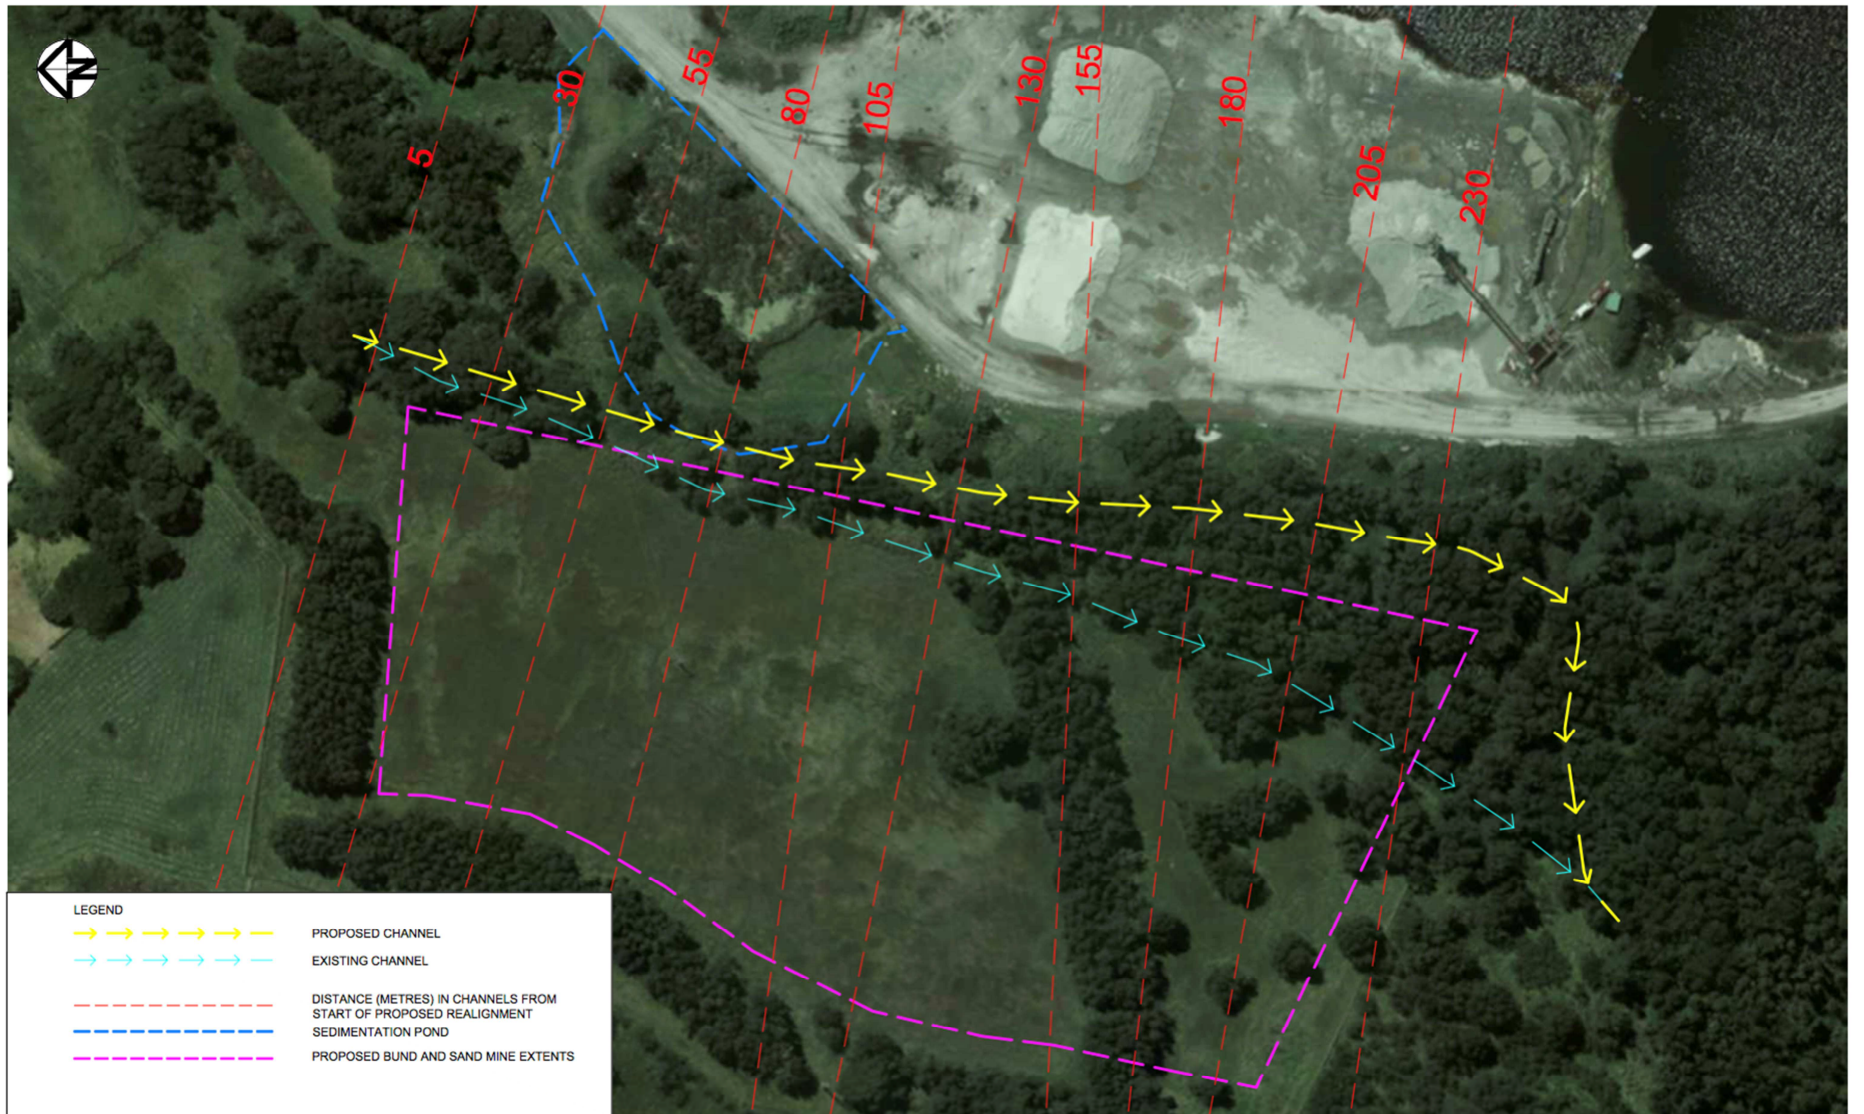 N
5
30
55
80
105
130
155
180
205
230
LEGEND
PROPOSED CHANNEL
EXISTING CHANNEL
DISTANCE (METRES) IN CHANNELS FROM
START OF PROPOSED REALIGNMENT
SEDIMENTATION POND
PROPOSED BUND AND SAND MINE EXTENTS